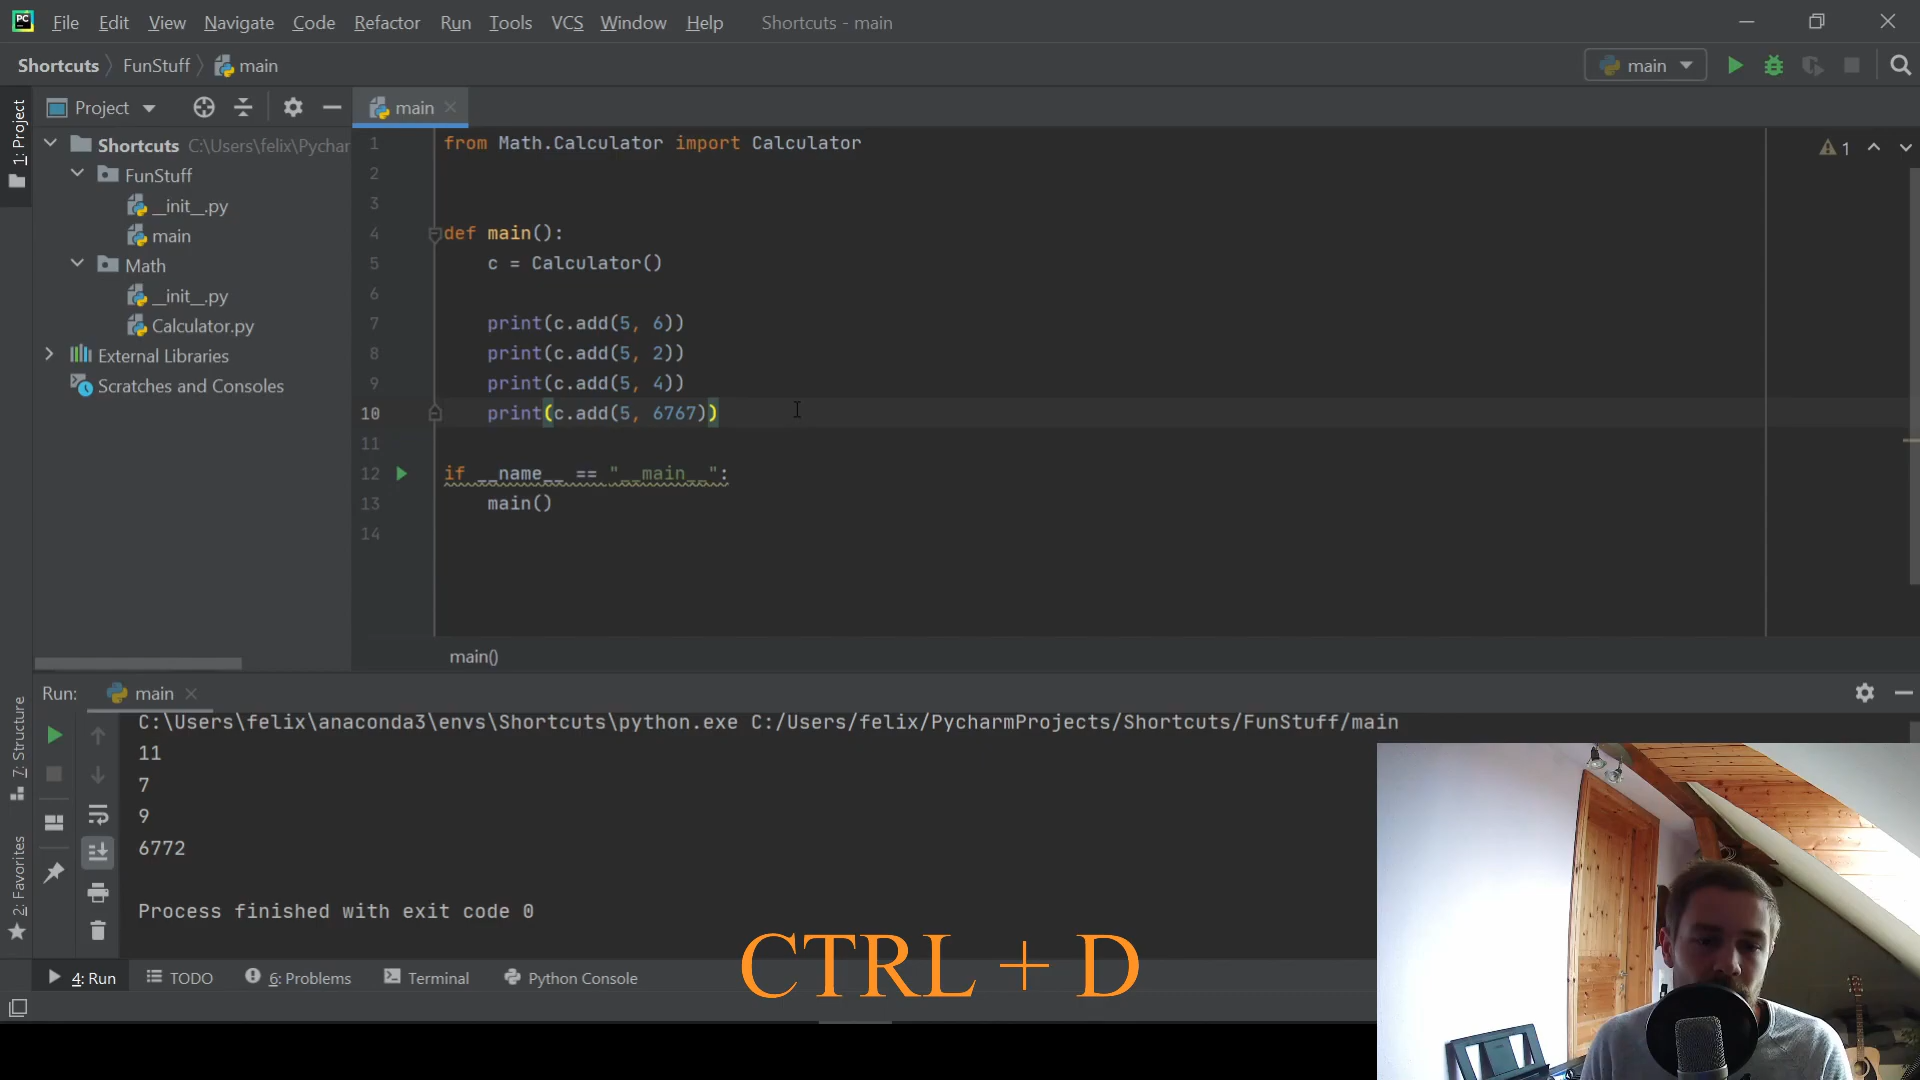 PC File Edit View Navigate Code Refactor Run Tools VCS Window Help Shortcuts - main
Shortcuts FunStuff main main
1: Project
Project
Shortcuts C:\Users\felix\Pychar
FunStuff
__init__.py
main
Math
__init__.py
Calculator.py
External Libraries
Scratches and Consoles
main
1
1 from Math.Calculator import Calculator
2
3
4 def main():
5 c = Calculator()
6
7 print(c.add(5, 6))
8 print(c.add(5, 2))
9 print(c.add(5, 4))
10 print(c.add(5, 6767))
11
12 if __name__ == "__main__":
13 main()
14
main()
Run: main
7: Structure
2: Favorites
C:\Users\felix\anaconda3\envs\Shortcuts\python.exe C:/Users/felix/PycharmProjects/Shortcuts/FunStuff/main
11
7
9
6772
Process finished with exit code 0
CTRL + D
4: Run TODO 6: Problems Terminal Python Console